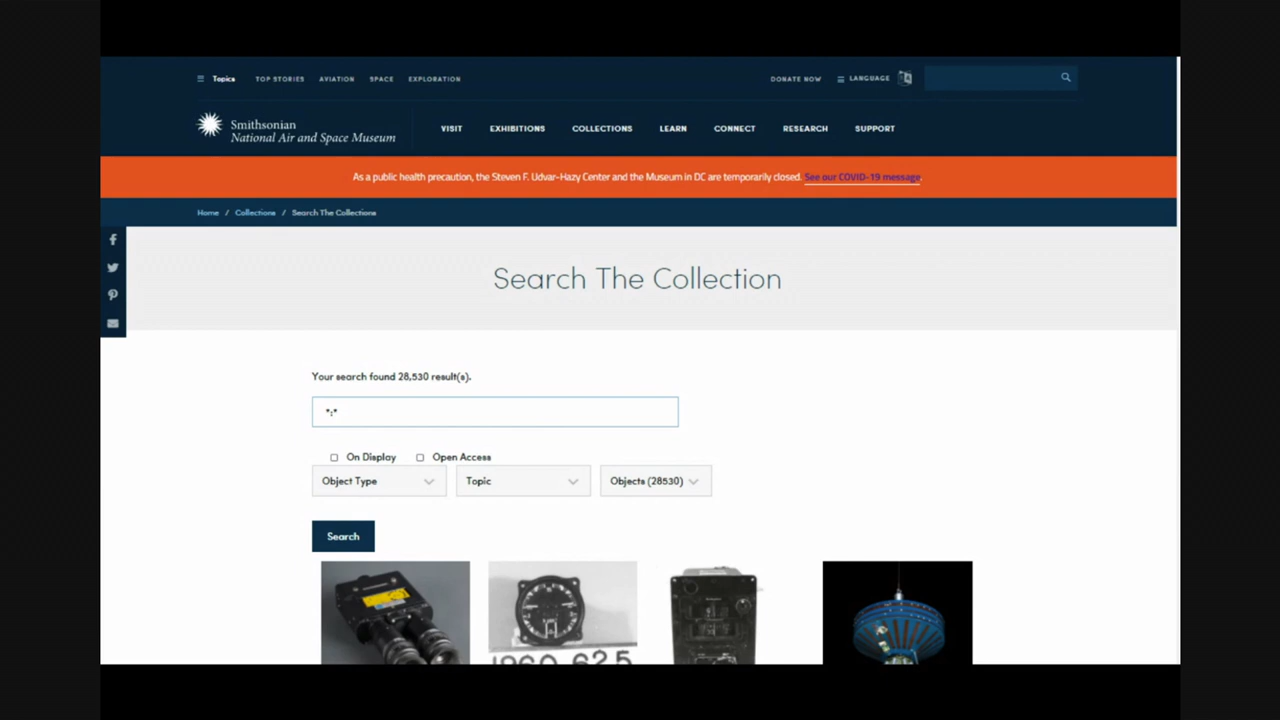 Topics TOP STORIES AVIATION SPACE EXPLORATION DONATE NOW LANGUAGE
Smithsonian
National Air and Space Museum
VISIT EXHIBITIONS COLLECTIONS LEARN CONNECT RESEARCH SUPPORT
As a public health precaution, the Steven F. Udvar-Hazy Center and the Museum in DC are temporarily closed. See our COVID-19 message.
Home / Collections / Search The Collections
Search The Collection
Your search found 28,530 result(s).
*:*
On Display Open Access
Object Type Topic Objects (28530)
Search
1960 625